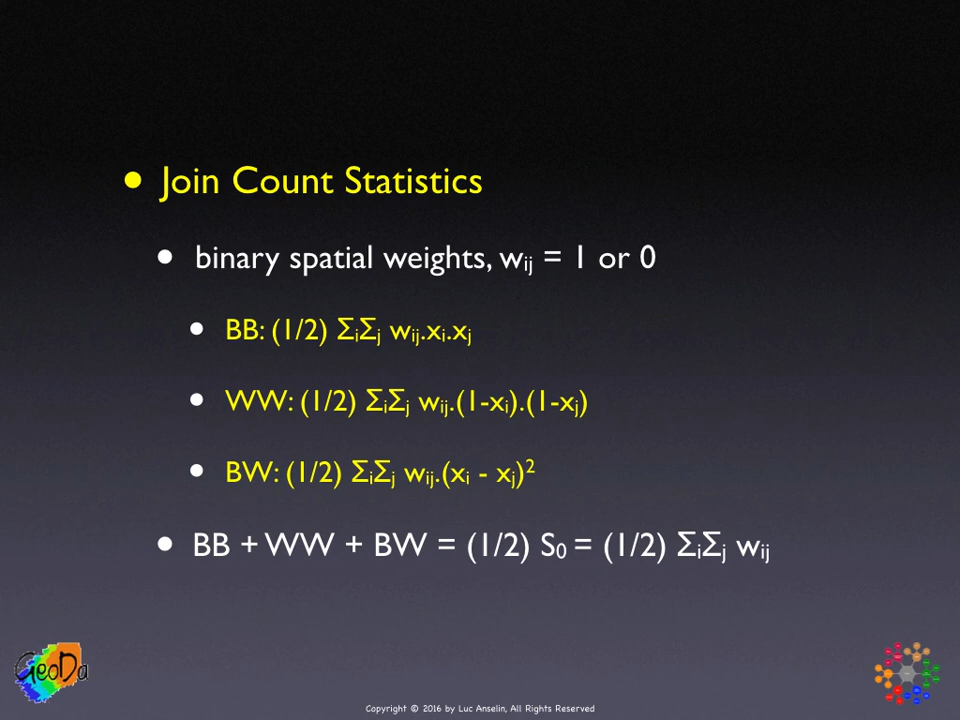 • Join Count Statistics
• binary spatial weights, wᵢⱼ = 1 or 0
• BB: (1/2) ΣᵢΣⱼ wᵢⱼ.xᵢ.xⱼ
• WW: (1/2) ΣᵢΣⱼ wᵢⱼ.(1-xᵢ).(1-xⱼ)
• BW: (1/2) ΣᵢΣⱼ wᵢⱼ.(xᵢ - xⱼ)²
• BB + WW + BW = (1/2) S₀ = (1/2) ΣᵢΣⱼ wᵢⱼ
GeoDa
Copyright © 2016 by Luc Anselin, All Rights Reserved